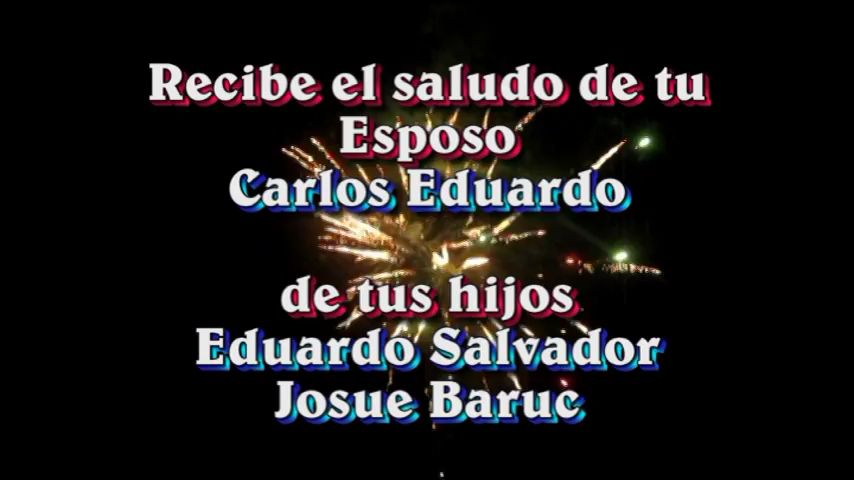 Recibe el saludo de tu
Esposo
Carlos Eduardo
de tus hijos
Eduardo Salvador
Josue Baruc